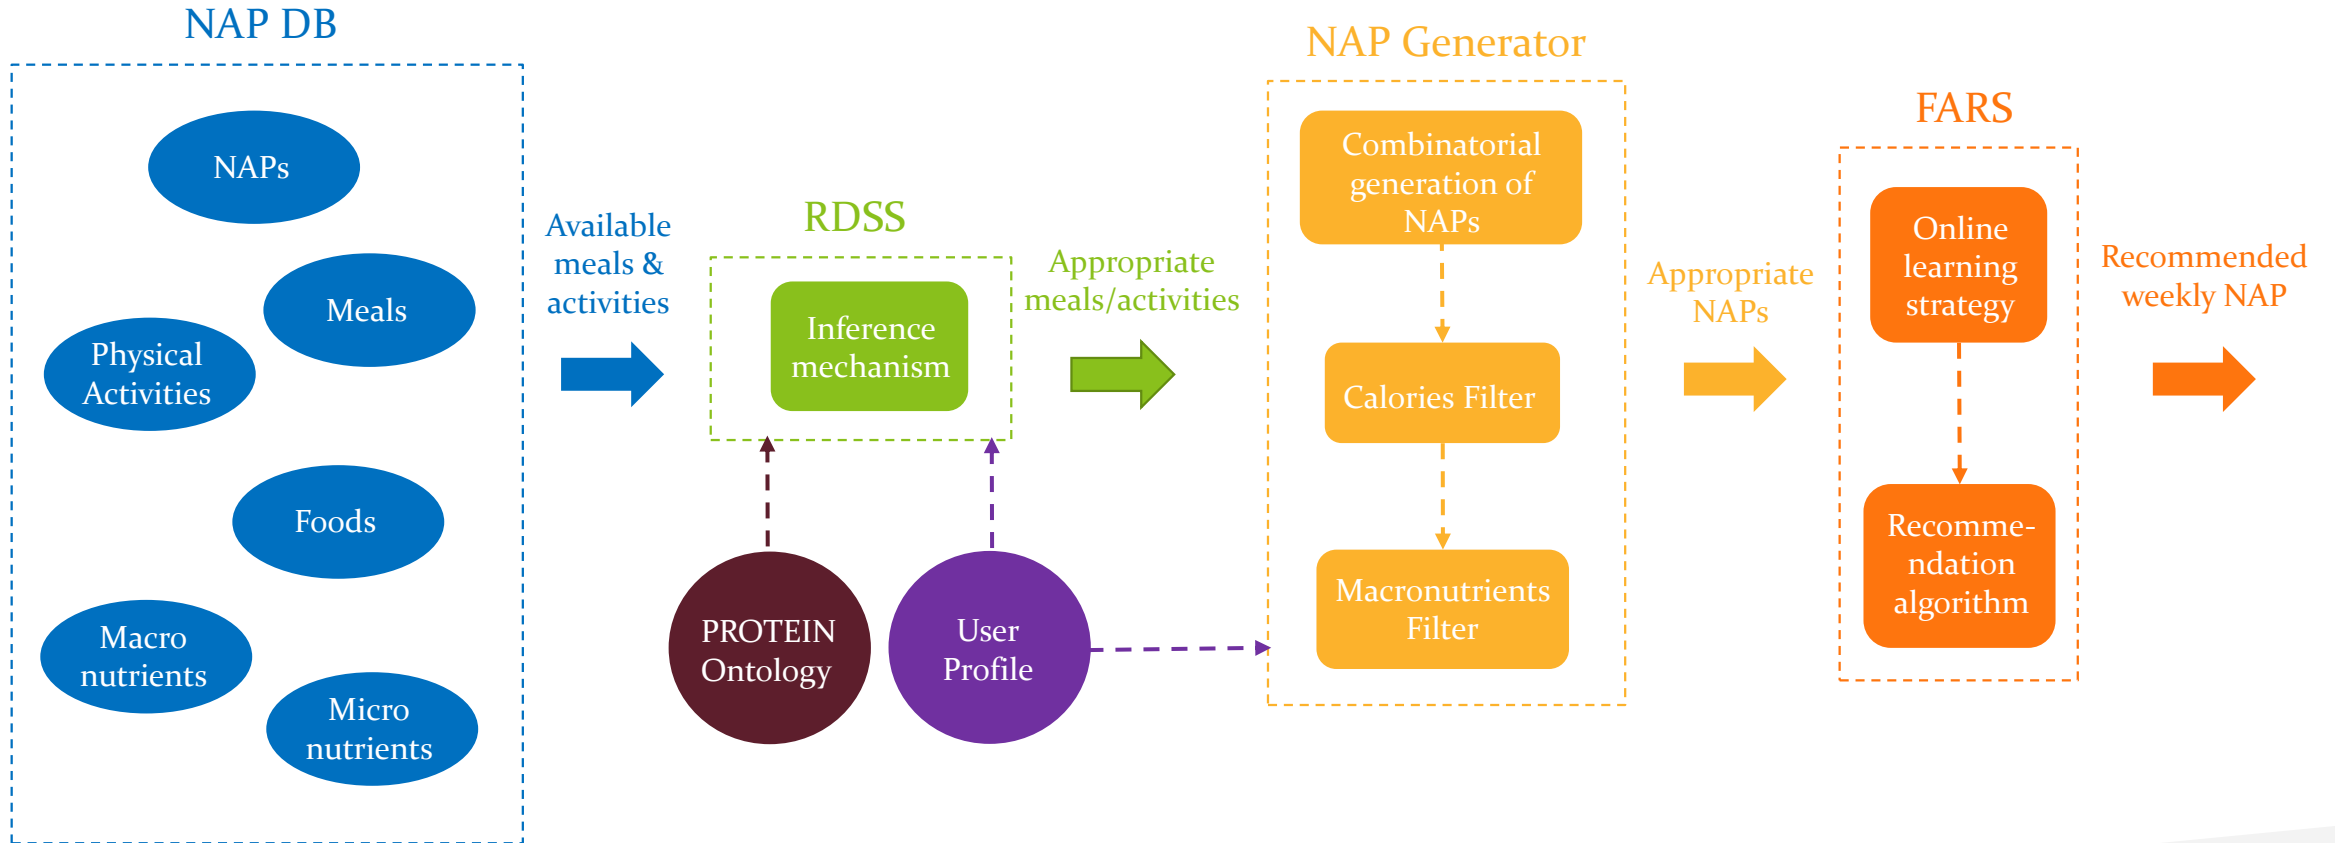 NAP DB
NAPs
Meals
Physical
Activities
Foods
Macro
nutrients
Micro
nutrients
Available
meals &
activities
RDSS
Inference
mechanism
PROTEIN
Ontology
User
Profile
Appropriate
meals/activities
NAP Generator
Combinatorial
generation of
NAPs
Calories Filter
Macronutrients
Filter
Appropriate
NAPs
FARS
Online
learning
strategy
Recomme-
ndation
algorithm
Recommended
weekly NAP